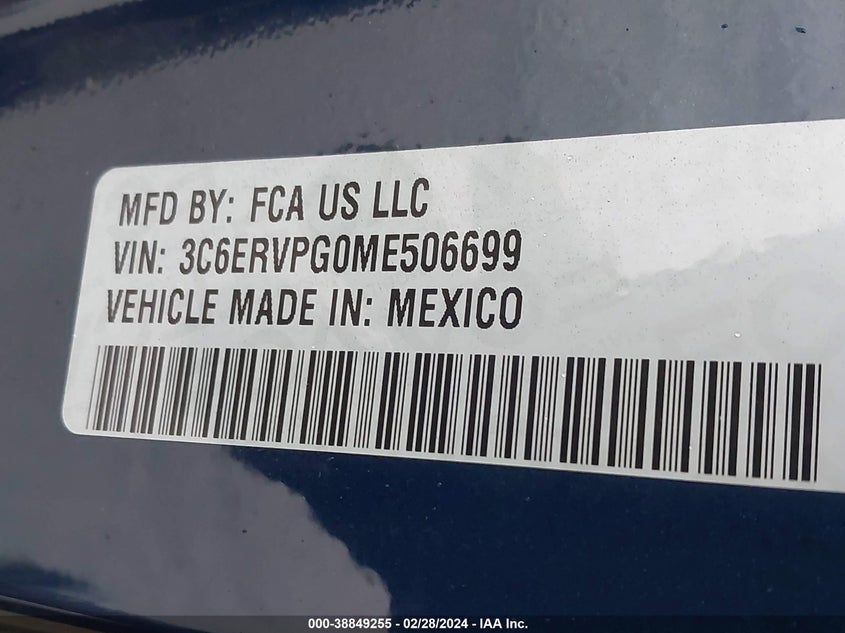 MFD BY: FCA US LLC
VIN: 3C6ERVPG0ME506699
VEHICLE MADE IN: MEXICO
000-38849255 - 02/28/2024 - IAA Inc.